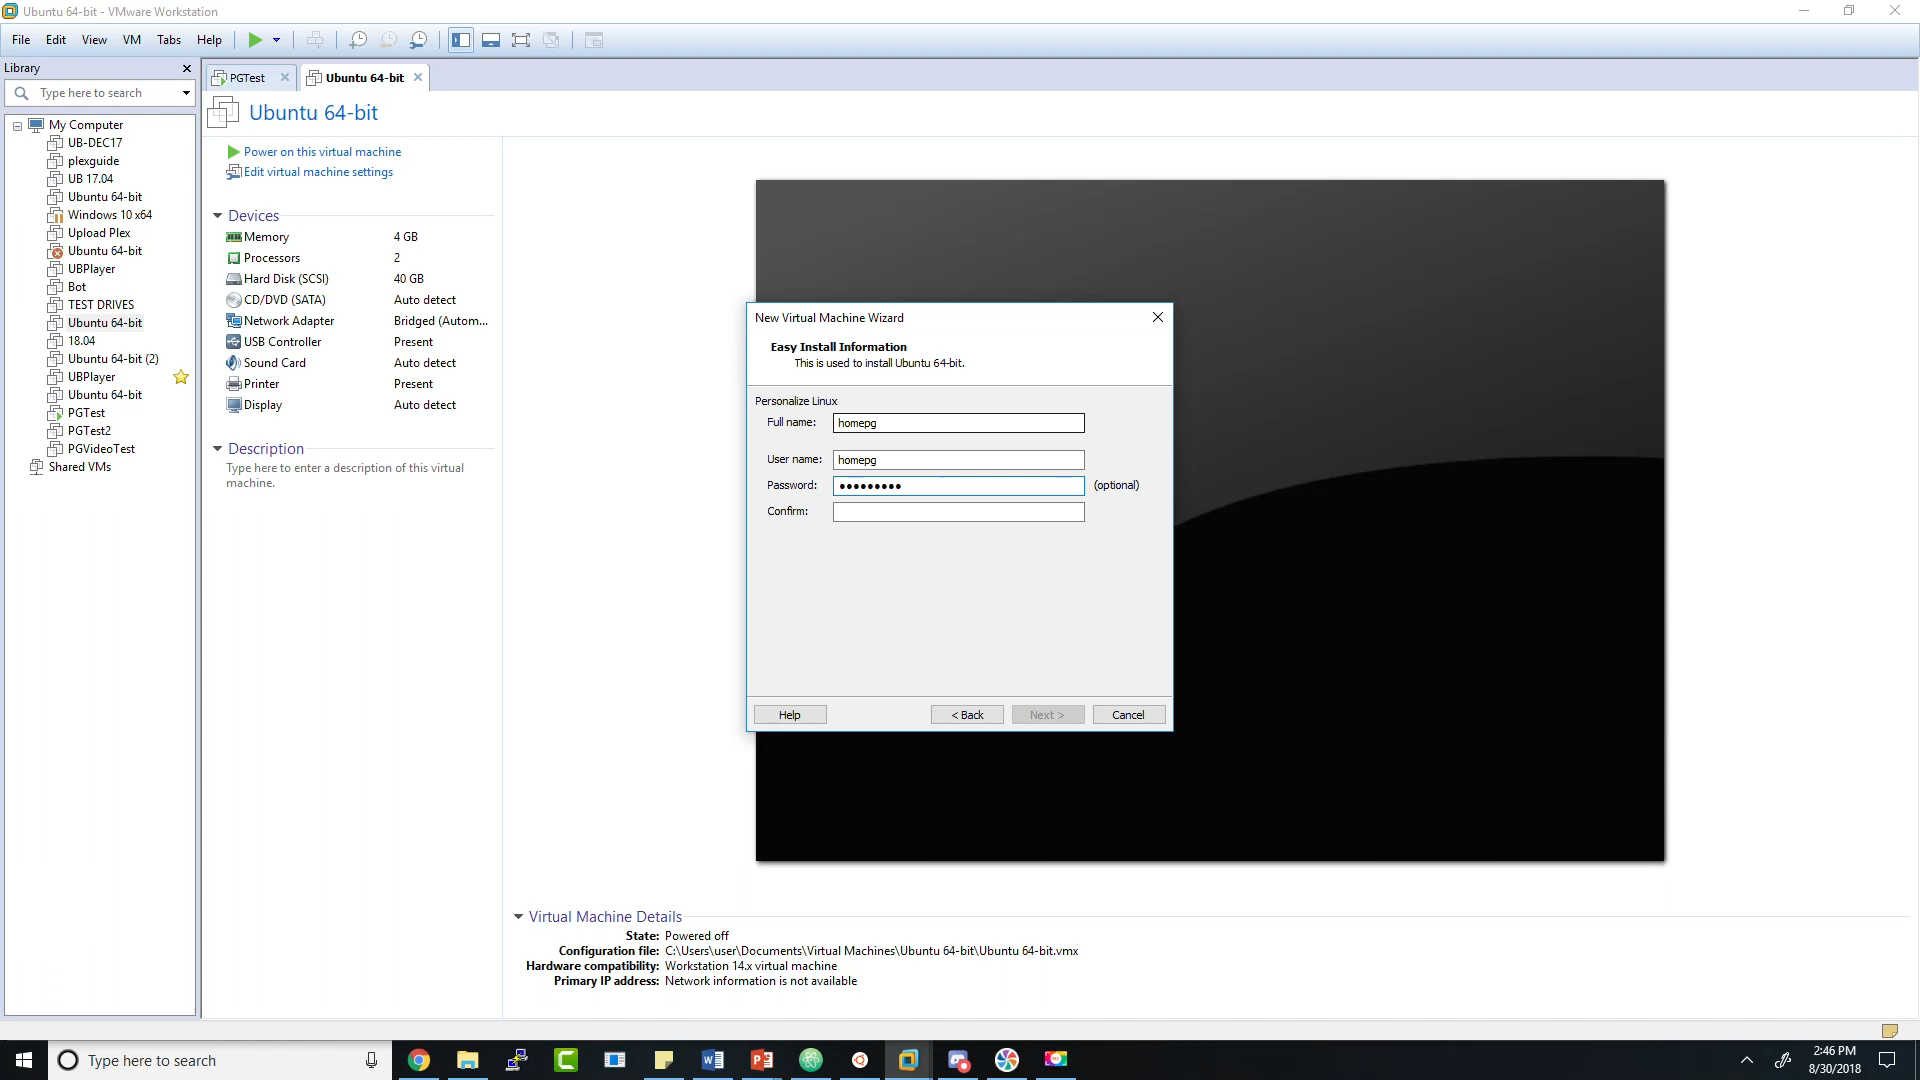 Ubuntu 64-bit - VMware Workstation
File Edit View VM Tabs Help
Library
Type here to search
My Computer
UB-DEC17
plexguide
UB 17.04
Ubuntu 64-bit
Windows 10 x64
Upload Plex
Ubuntu 64-bit
UBPlayer
Bot
TEST DRIVES
Ubuntu 64-bit
18.04
Ubuntu 64-bit (2)
UBPlayer
Ubuntu 64-bit
PGTest
PGTest2
PGVideoTest
Shared VMs
PGTest Ubuntu 64-bit
Ubuntu 64-bit
Power on this virtual machine
Edit virtual machine settings
Devices
Memory 4 GB
Processors 2
Hard Disk (SCSI) 40 GB
CD/DVD (SATA) Auto detect
Network Adapter Bridged (Autom...
USB Controller Present
Sound Card Auto detect
Printer Present
Display Auto detect
Description
Type here to enter a description of this virtual
machine.
New Virtual Machine Wizard
Easy Install Information
This is used to install Ubuntu 64-bit.
Personalize Linux
Full name: homepg
User name: homepg
Password: ●●●●●●●●● (optional)
Confirm:
Help < Back Next > Cancel
Virtual Machine Details
State: Powered off
Configuration file: C:\Users\user\Documents\Virtual Machines\Ubuntu 64-bit\Ubuntu 64-bit.vmx
Hardware compatibility: Workstation 14.x virtual machine
Primary IP address: Network information is not available
Type here to search
2:46 PM
8/30/2018